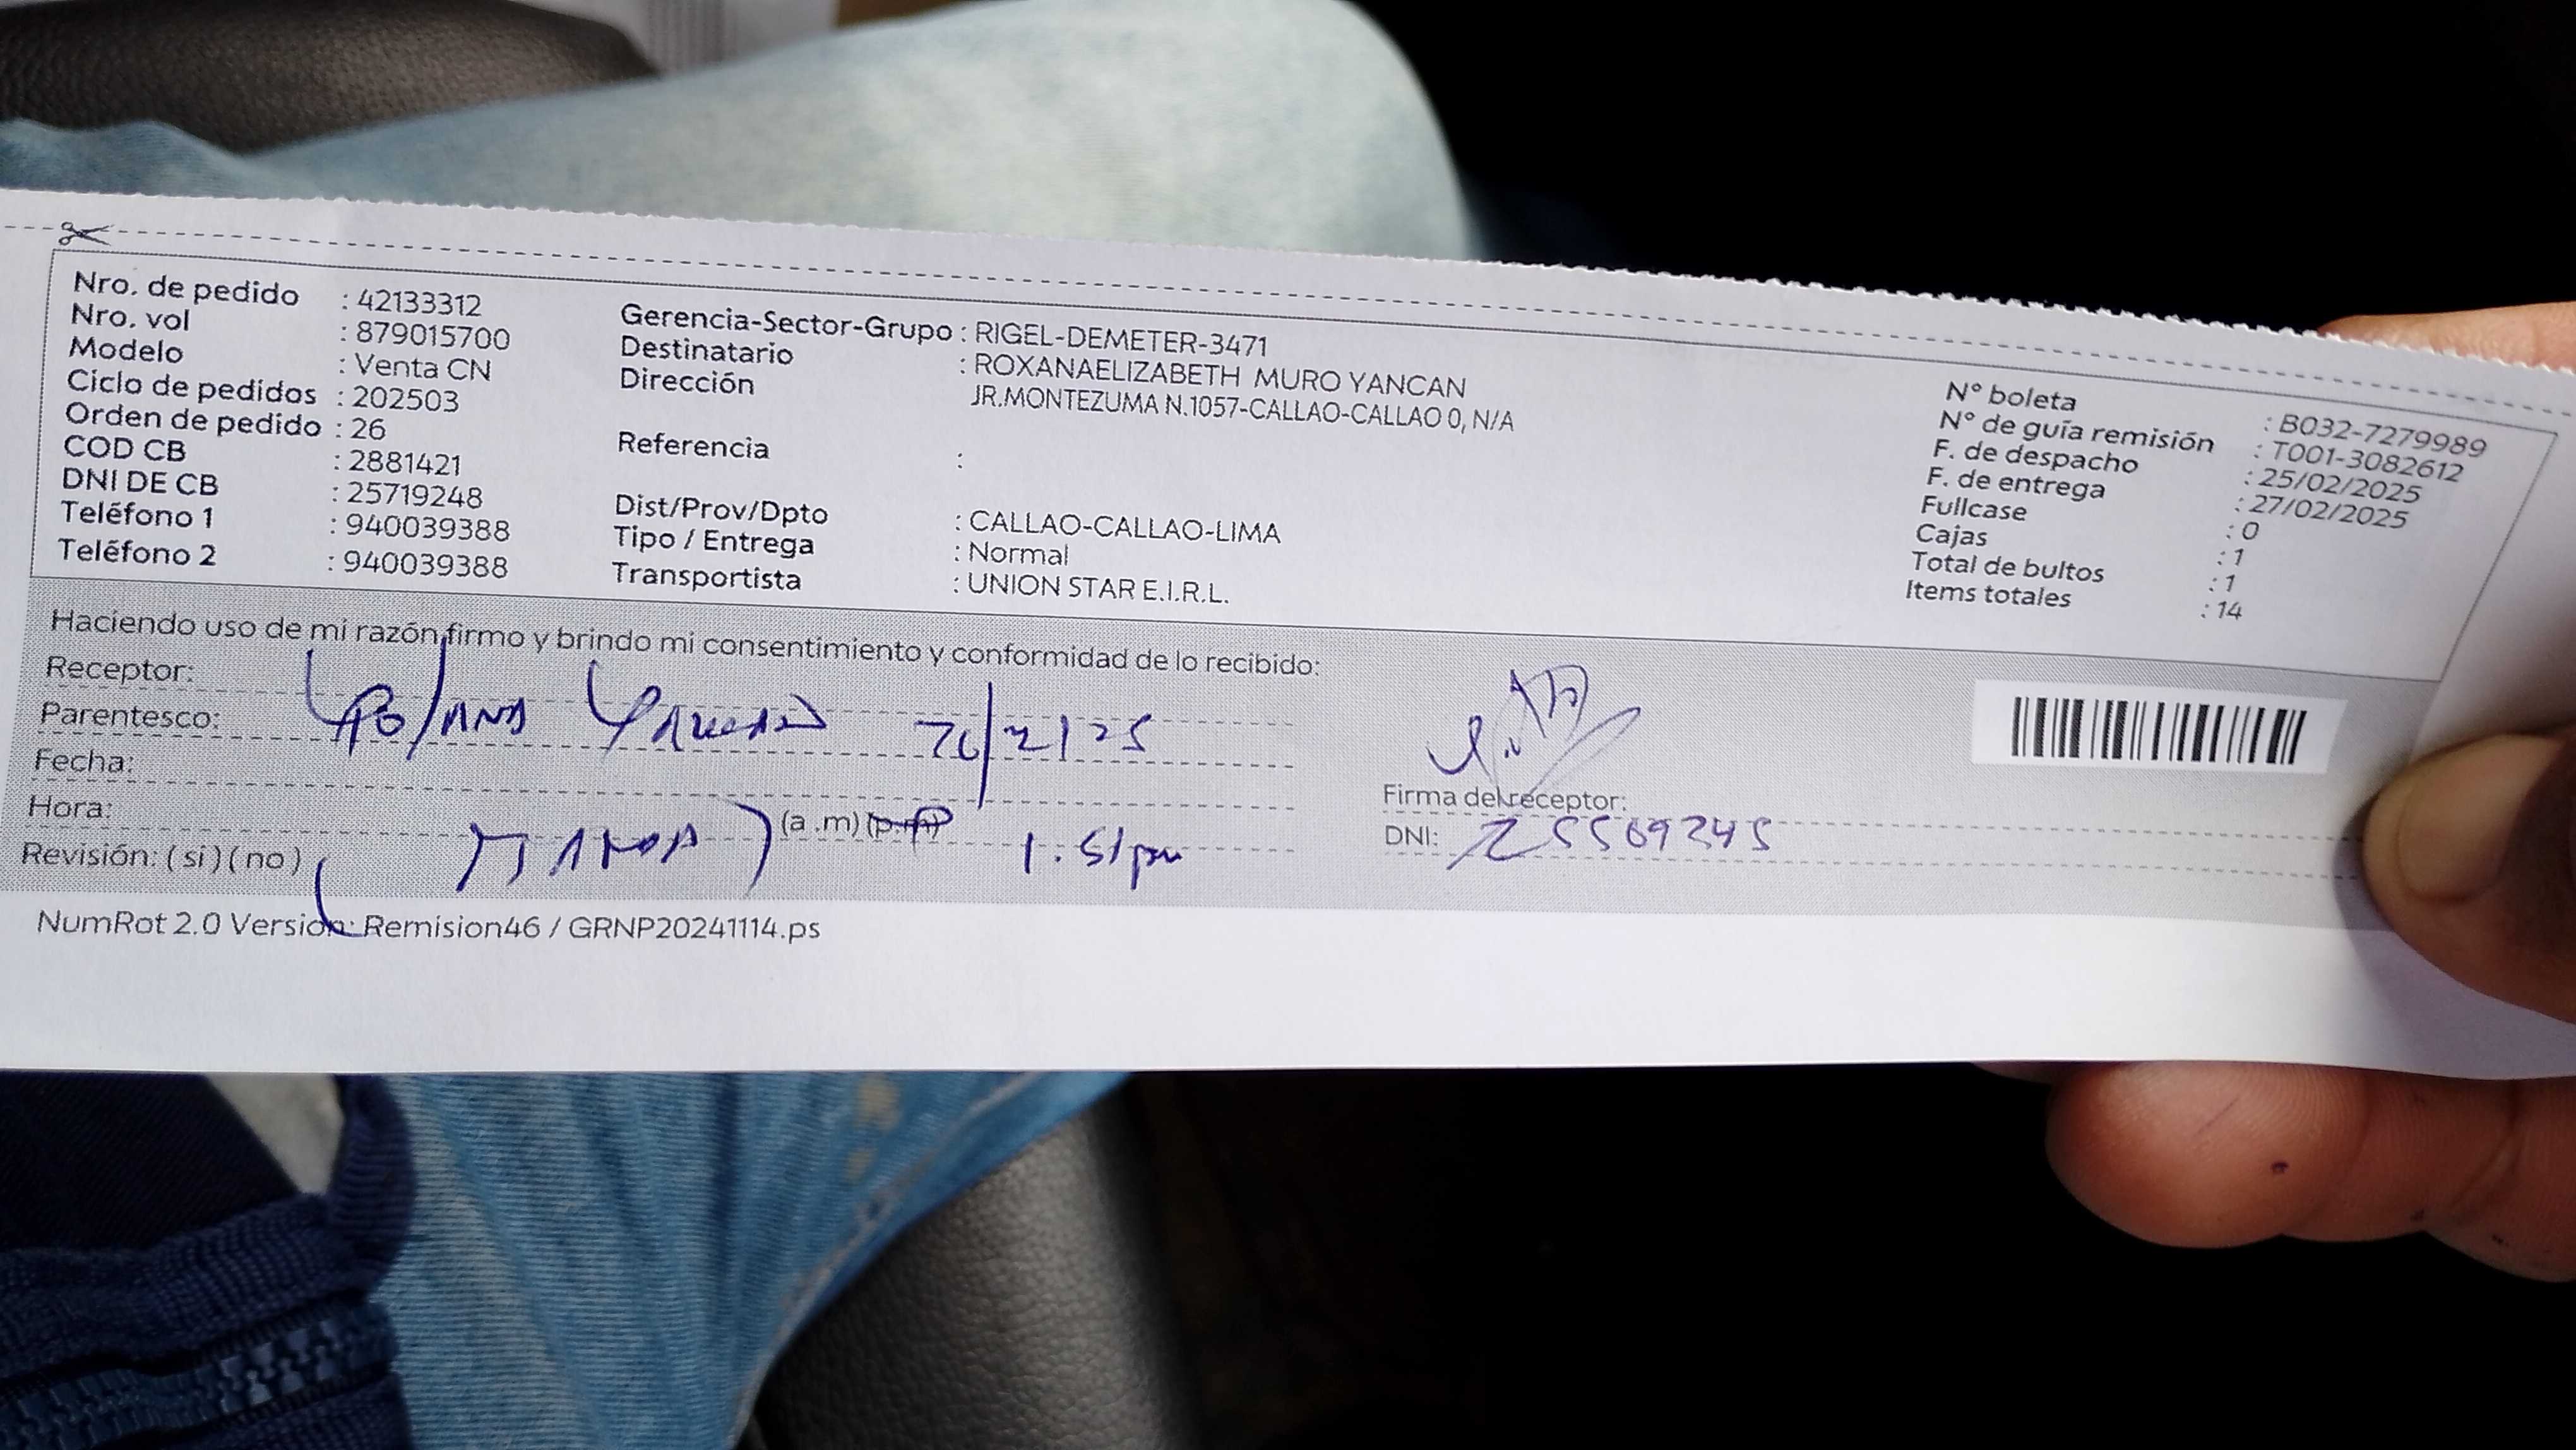 Nro. de pedido : 42133312
Nro. vol : 879015700
Modelo : Venta CN
Ciclo de pedidos : 202503
Orden de pedido : 26
COD CB : 2881421
DNI DE CB : 25719248
Teléfono 1 : 940039388
Teléfono 2 : 940039388
Gerencia-Sector-Grupo : RIGEL-DEMETER-3471
Destinatario : ROXANAELIZABETH MURO YANCAN
Dirección JR.MONTEZUMA N.1057-CALLAO-CALLAO 0, N/A
Referencia :
Dist/Prov/Dpto : CALLAO-CALLAO-LIMA
Tipo / Entrega : Normal
Transportista : UNION STAR E.I.R.L.
N° boleta : B032-7279989
N° de guía remisión : T001-3082612
F. de despacho : 25/02/2025
F. de entrega : 27/02/2025
Fullcase : 0
Cajas : 1
Total de bultos : 1
Items totales : 14
Haciendo uso de mi razón firmo y brindo mi consentimiento y conformidad de lo recibido:
Receptor:
Parentesco: 26/2/25
Fecha:
Hora: (a .m) (p.m)
1.51pm
Revisión: ( si ) ( no )
Firma del receptor:
DNI: 25509245
NumRot 2.0 Version: Remision46 / GRNP20241114.ps